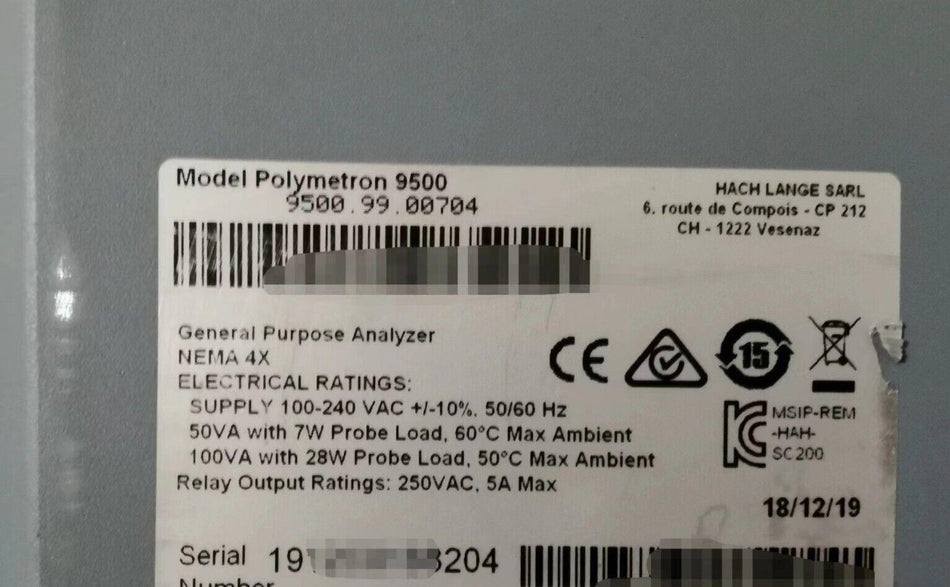 Model Polymetron 9500
9500.99.00704
HACH LANGE SARL
6, route de Compois - CP 212
CH - 1222 Vesenaz
General Purpose Analyzer
NEMA 4X
ELECTRICAL RATINGS:
SUPPLY 100-240 VAC +/-10%, 50/60 Hz
50VA with 7W Probe Load, 60°C Max Ambient
100VA with 28W Probe Load, 50°C Max Ambient
Relay Output Ratings: 250VAC, 5A Max
CE
15
MSIP-REM
-HAH-
SC200
18/12/19
Serial
Number